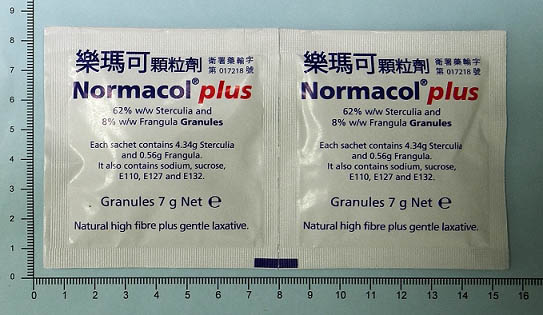 樂瑪可顆粒劑 衛署藥輸字
第 017218 號
Normacol® plus
62% w/w Sterculia and
8% w/w Frangula Granules
Each sachet contains 4.34g Sterculia
and 0.56g Frangula.
It also contains sodium, sucrose,
E110, E127 and E132.
Granules 7 g Net ℮
Natural high fibre plus gentle laxative.
樂瑪可顆粒劑 衛署藥輸字
第 017218 號
Normacol® plus
62% w/w Sterculia and
8% w/w Frangula Granules
Each sachet contains 4.34g Sterculia
and 0.56g Frangula.
It also contains sodium, sucrose,
E110, E127 and E132.
Granules 7 g Net ℮
Natural high fibre plus gentle laxative.
9
8
7
6
5
4
3
2
1
0
0 1 2 3 4 5 6 7 8 9 10 11 12 13 14 15 16